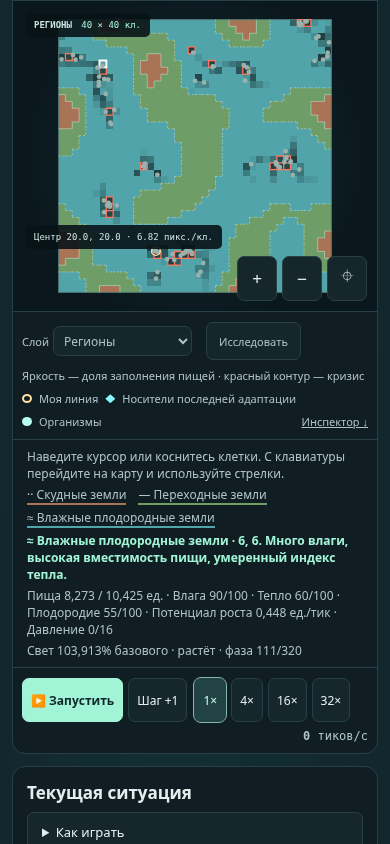 РЕГИОНЫ 40 × 40 кл.
Центр 20.0, 20.0 · 6.82 пикс./кл.
+ −
Слой Регионы Исследовать
Яркость — доля заполнения пищей · красный контур — кризис
Моя линия Носители последней адаптации
Организмы Инспектор ↓
Наведите курсор или коснитесь клетки. С клавиатуры
перейдите на карту и используйте стрелки.
·· Скудные земли — Переходные земли
≈ Влажные плодородные земли
≈ Влажные плодородные земли · 6, 6. Много влаги,
высокая вместимость пищи, умеренный индекс
тепла.
Пища 8,273 / 10,425 ед. · Влага 90/100 · Тепло 60/100 ·
Плодородие 55/100 · Потенциал роста 0,448 ед./тик ·
Давление 0/16
Свет 103,913% базового · растёт · фаза 111/320
▶ Запустить Шаг +1 1× 4× 16× 32×
0 тиков/с
Текущая ситуация
▶ Как играть